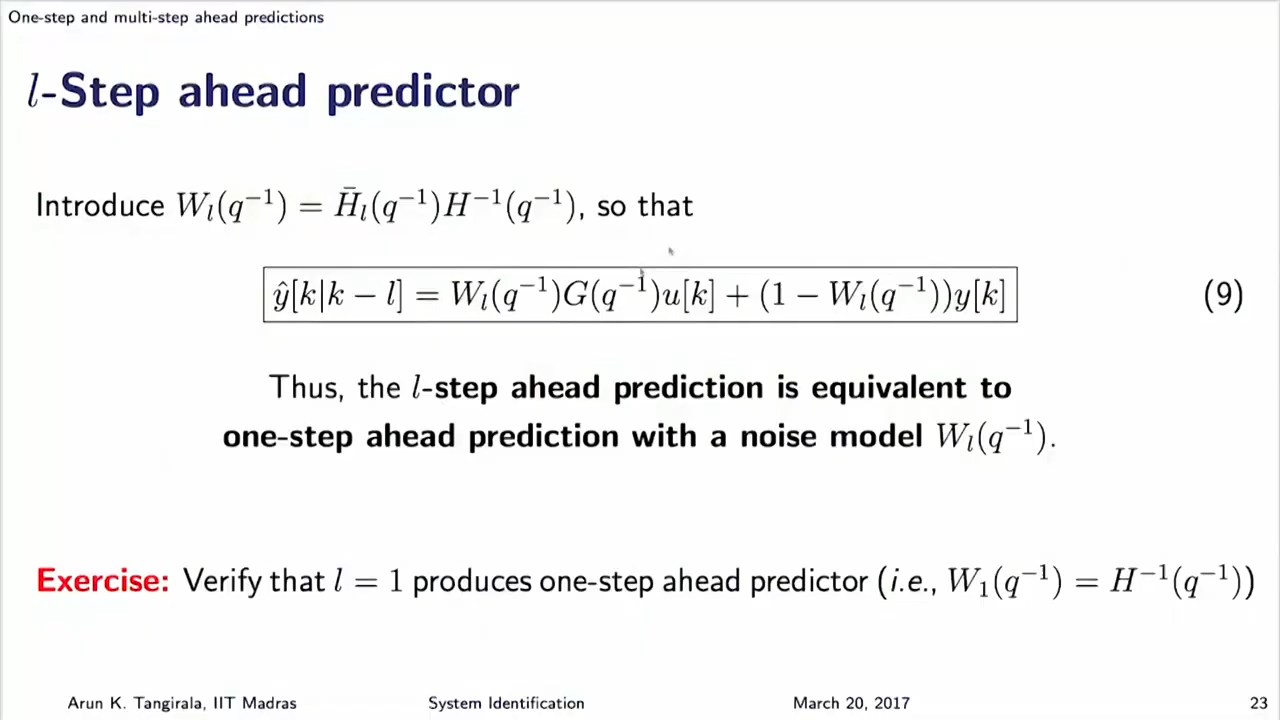 One-step and multi-step ahead predictions
l-Step ahead predictor
Introduce W_l(q^{-1}) = \bar{H}_l(q^{-1})H^{-1}(q^{-1}), so that
ŷ[k|k − l] = W_l(q^{-1})G(q^{-1})u[k] + (1 − W_l(q^{-1}))y[k] (9)
Thus, the l-step ahead prediction is equivalent to
one-step ahead prediction with a noise model W_l(q^{-1}).
Exercise: Verify that l = 1 produces one-step ahead predictor (i.e., W_1(q^{-1}) = H^{-1}(q^{-1}))
Arun K. Tangirala, IIT Madras System Identification March 20, 2017 23